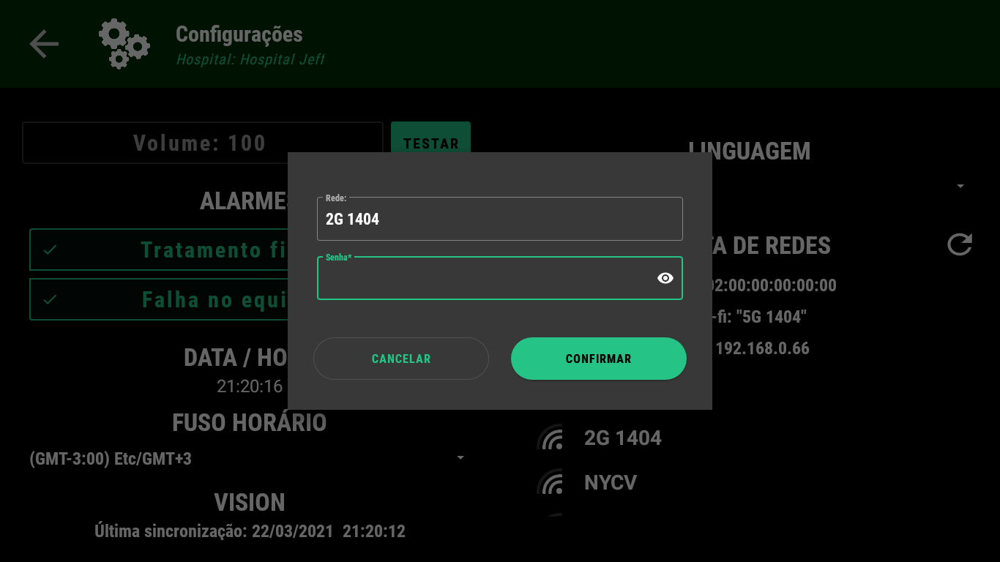 Configurações
Hospital: Hospital Jeff
Volume: 100
TESTAR
ALARMES
Tratamento fi
Falha no equi
DATA / HO
21:20:16
FUSO HORÁRIO
(GMT-3:00) Etc/GMT+3
VISION
Última sincronização: 22/03/2021 21:20:12
Rede:
2G 1404
Senha*
CANCELAR
CONFIRMAR
LINGUAGEM
A DE REDES
02:00:00:00:00:00
-fi: "5G 1404"
192.168.0.66
2G 1404
NYCV